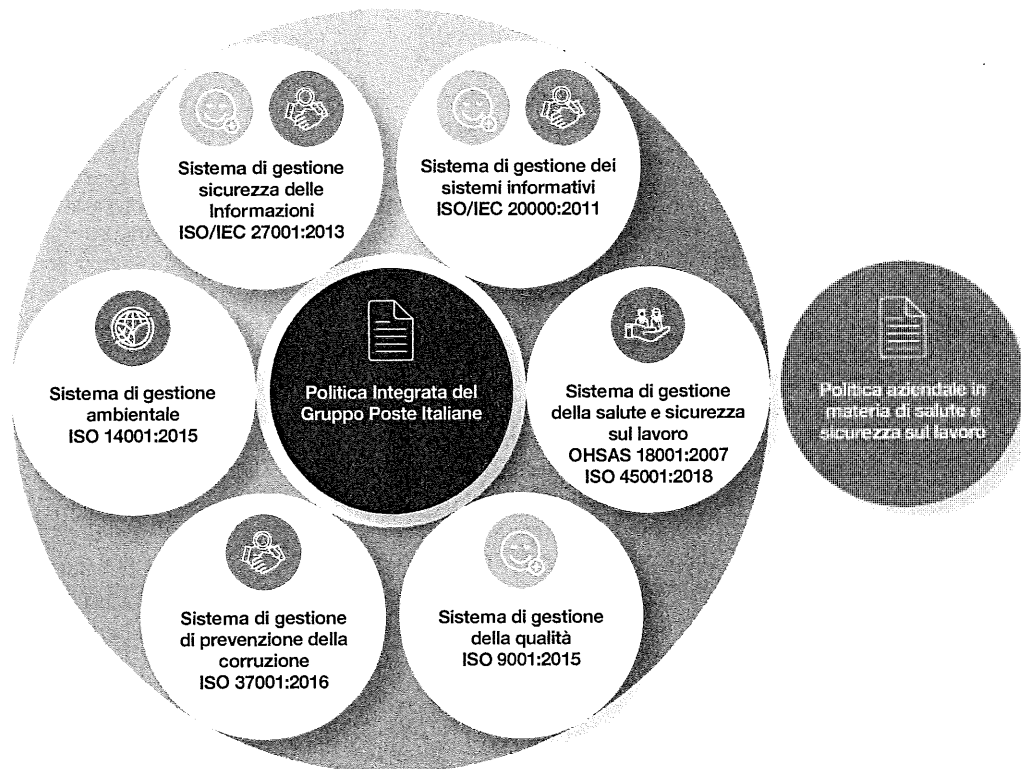 Sistema di gestione
sicurezza delle
Informazioni
ISO/IEC 27001:2013
Sistema di gestione dei
sistemi informativi
ISO/IEC 20000:2011
Sistema di gestione
ambientale
ISO 14001:2015
Politica Integrata del
Gruppo Poste Italiane
Sistema di gestione
della salute e sicurezza
sul lavoro
OHSAS 18001:2007
ISO 45001:2018
Politica aziendale in
materia di salute e
sicurezza sul lavoro
Sistema di gestione
di prevenzione della
corruzione
ISO 37001:2016
Sistema di gestione
della qualità
ISO 9001:2015